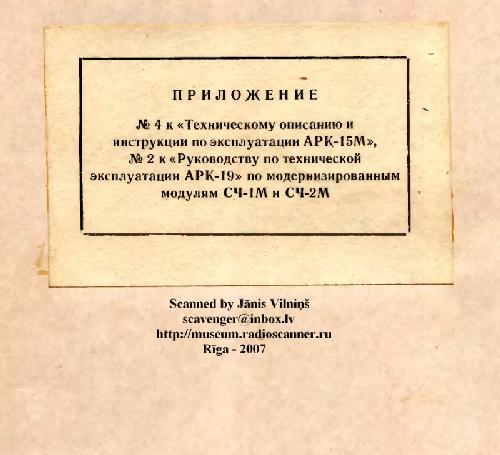 ПРИЛОЖЕНИЕ
№ 4 к «Техническому описанию и
инструкции по эксплуатации АРК-15М»,
№ 2 к «Руководству по технической
эксплуатации АРК-19» по модернизированным
модулям СЧ-1М и СЧ-2М
Scanned by Jānis Vilniņš
scavenger@inbox.lv
http://museum.radioscanner.ru
Rīga - 2007